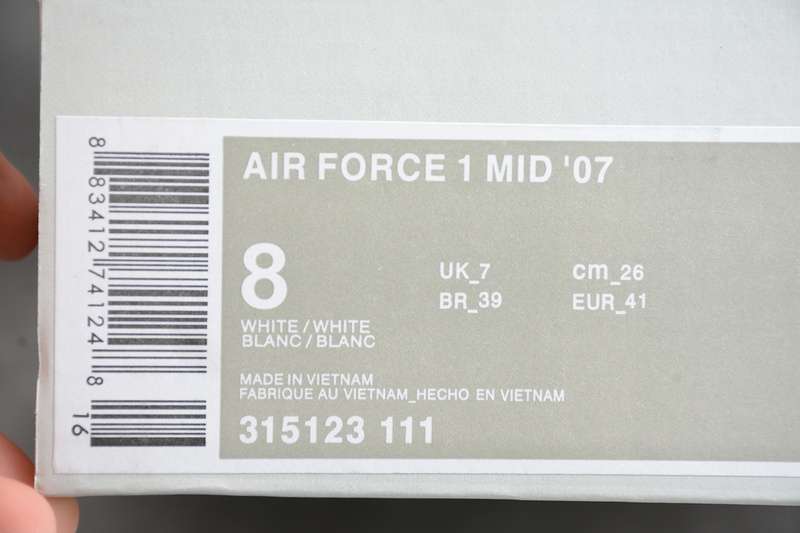 AIR FORCE 1 MID '07
8
UK_7
cm_26
BR_39
EUR_41
WHITE / WHITE
BLANC / BLANC
MADE IN VIETNAM
FABRIQUE AU VIETNAM_HECHO EN VIETNAM
315123 111
8 83412 74124 8
16